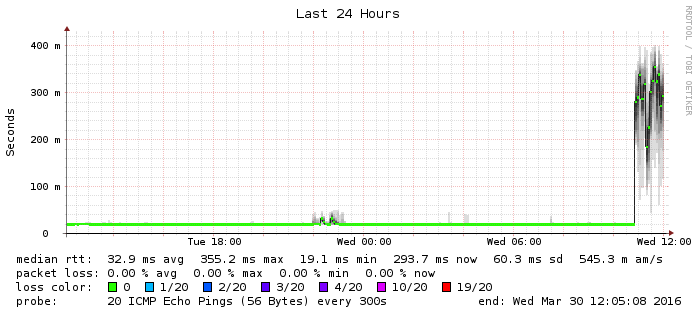 Last 24 Hours
RRDTOOL / TOBI OETIKER
Seconds
400 m
300 m
200 m
100 m
0
Tue 18:00 Wed 00:00 Wed 06:00 Wed 12:00
median rtt: 32.9 ms avg 355.2 ms max 19.1 ms min 293.7 ms now 60.3 ms sd 545.3 m am/s
packet loss: 0.00 % avg 0.00 % max 0.00 % min 0.00 % now
loss color: 0 1/20 2/20 3/20 4/20 10/20 19/20
probe: 20 ICMP Echo Pings (56 Bytes) every 300s end: Wed Mar 30 12:05:08 2016